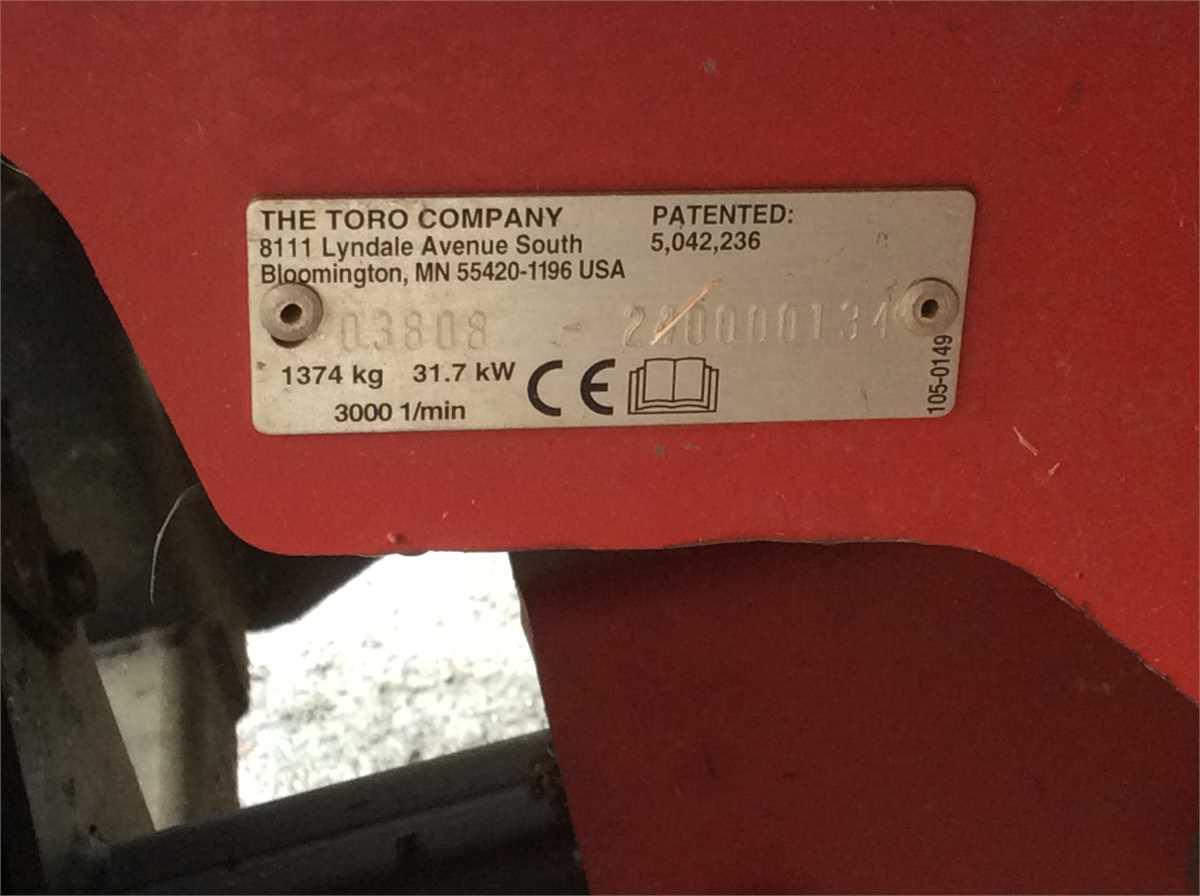 THE TORO COMPANY
8111 Lyndale Avenue South
Bloomington, MN 55420-1196 USA
PATENTED:
5,042,236
03808 - 240000134
1374 kg 31.7 kW
3000 1/min
CE
105-0149